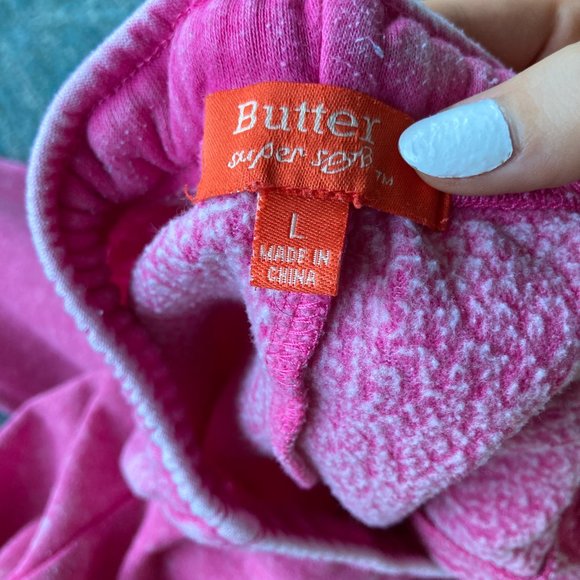 Butter
super soft
™
L
MADE IN
CHINA